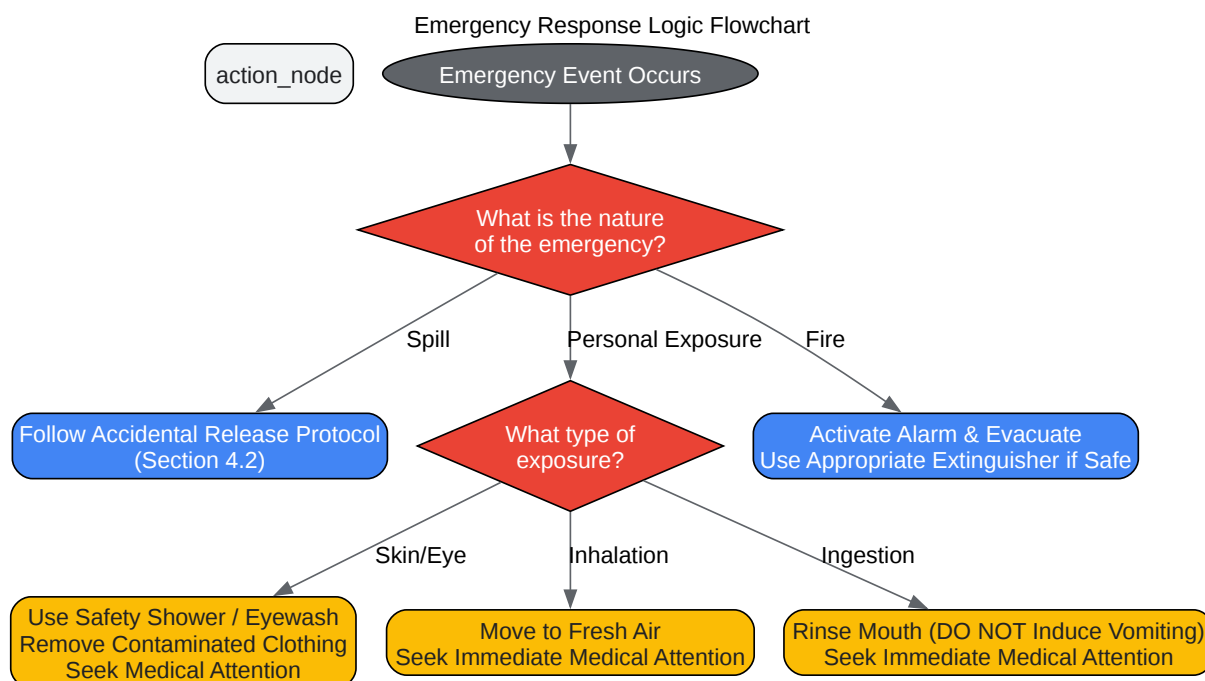 Emergency Response Logic Flowchart
action_node
Emergency Event Occurs
What is the nature
of the emergency?
Spill
Personal Exposure
Fire
Follow Accidental Release Protocol
(Section 4.2)
What type of
exposure?
Activate Alarm & Evacuate
Use Appropriate Extinguisher if Safe
Skin/Eye
Inhalation
Ingestion
Use Safety Shower / Eyewash
Remove Contaminated Clothing
Seek Medical Attention
Move to Fresh Air
Seek Immediate Medical Attention
Rinse Mouth (DO NOT Induce Vomiting)
Seek Immediate Medical Attention